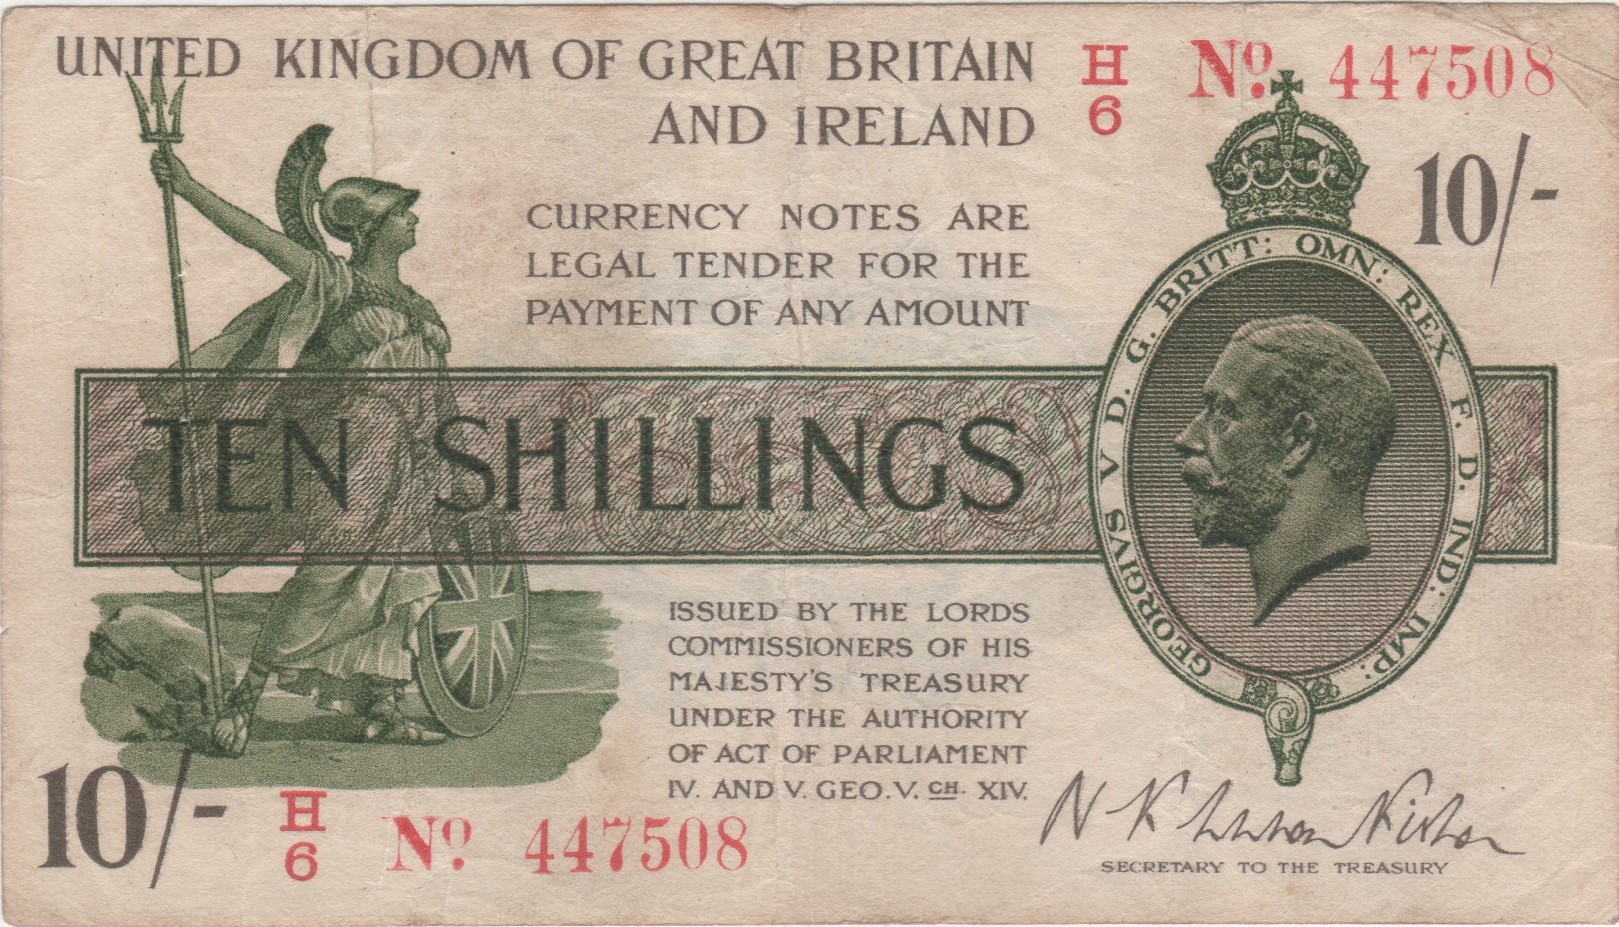 UNITED KINGDOM OF GREAT BRITAIN
AND IRELAND
H/6 No. 447508
10/-
CURRENCY NOTES ARE
LEGAL TENDER FOR THE
PAYMENT OF ANY AMOUNT
GEORGIVS V D. G. BRITT: OMN: REX F. D. IND: IMP:
TEN SHILLINGS
ISSUED BY THE LORDS
COMMISSIONERS OF HIS
MAJESTY'S TREASURY
UNDER THE AUTHORITY
OF ACT OF PARLIAMENT
IV. AND V. GEO. V. CH. XIV.
10/-
H/6 No. 447508
SECRETARY TO THE TREASURY